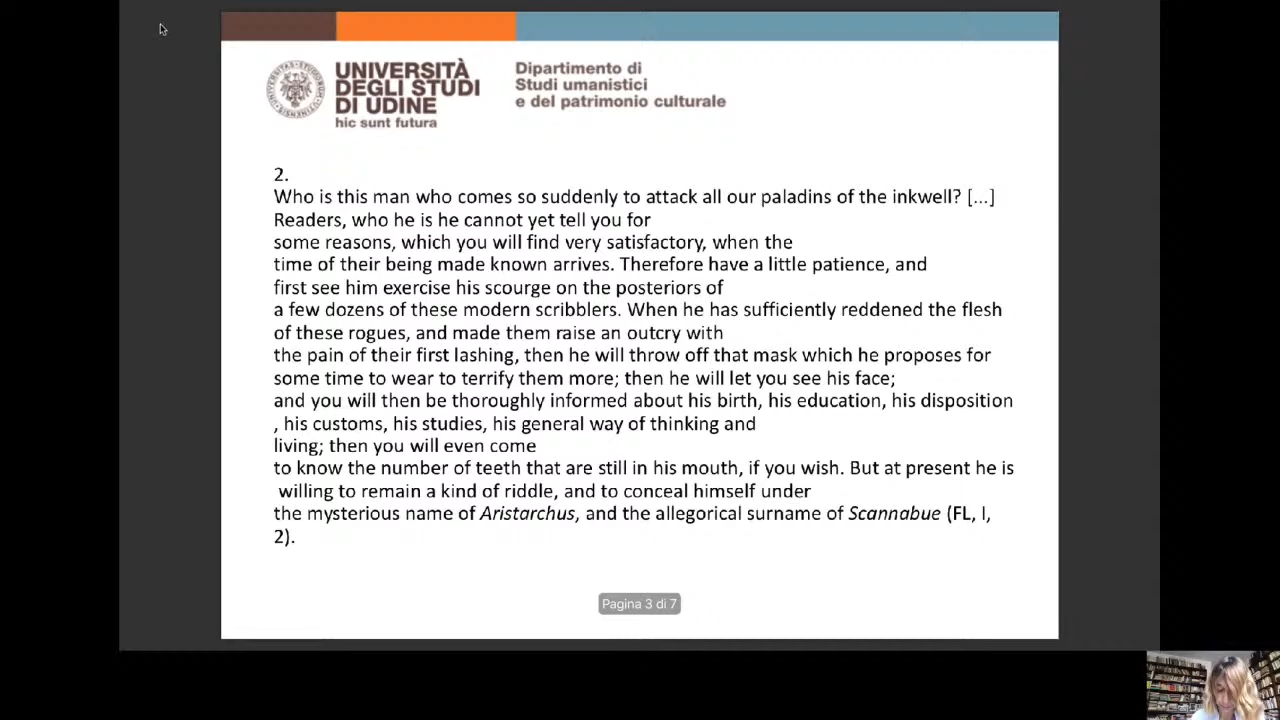 UNIVERSITÀ
DEGLI STUDI
DI UDINE
hic sunt futura
Dipartimento di
Studi umanistici
e del patrimonio culturale
2.
Who is this man who comes so suddenly to attack all our paladins of the inkwell? [...]
Readers, who he is he cannot yet tell you for
some reasons, which you will find very satisfactory, when the
time of their being made known arrives. Therefore have a little patience, and
first see him exercise his scourge on the posteriors of
a few dozens of these modern scribblers. When he has sufficiently reddened the flesh
of these rogues, and made them raise an outcry with
the pain of their first lashing, then he will throw off that mask which he proposes for
some time to wear to terrify them more; then he will let you see his face;
and you will then be thoroughly informed about his birth, his education, his disposition
, his customs, his studies, his general way of thinking and
living; then you will even come
to know the number of teeth that are still in his mouth, if you wish. But at present he is
willing to remain a kind of riddle, and to conceal himself under
the mysterious name of Aristarchus, and the allegorical surname of Scannabue (FL, I,
2).
Pagina 3 di 7